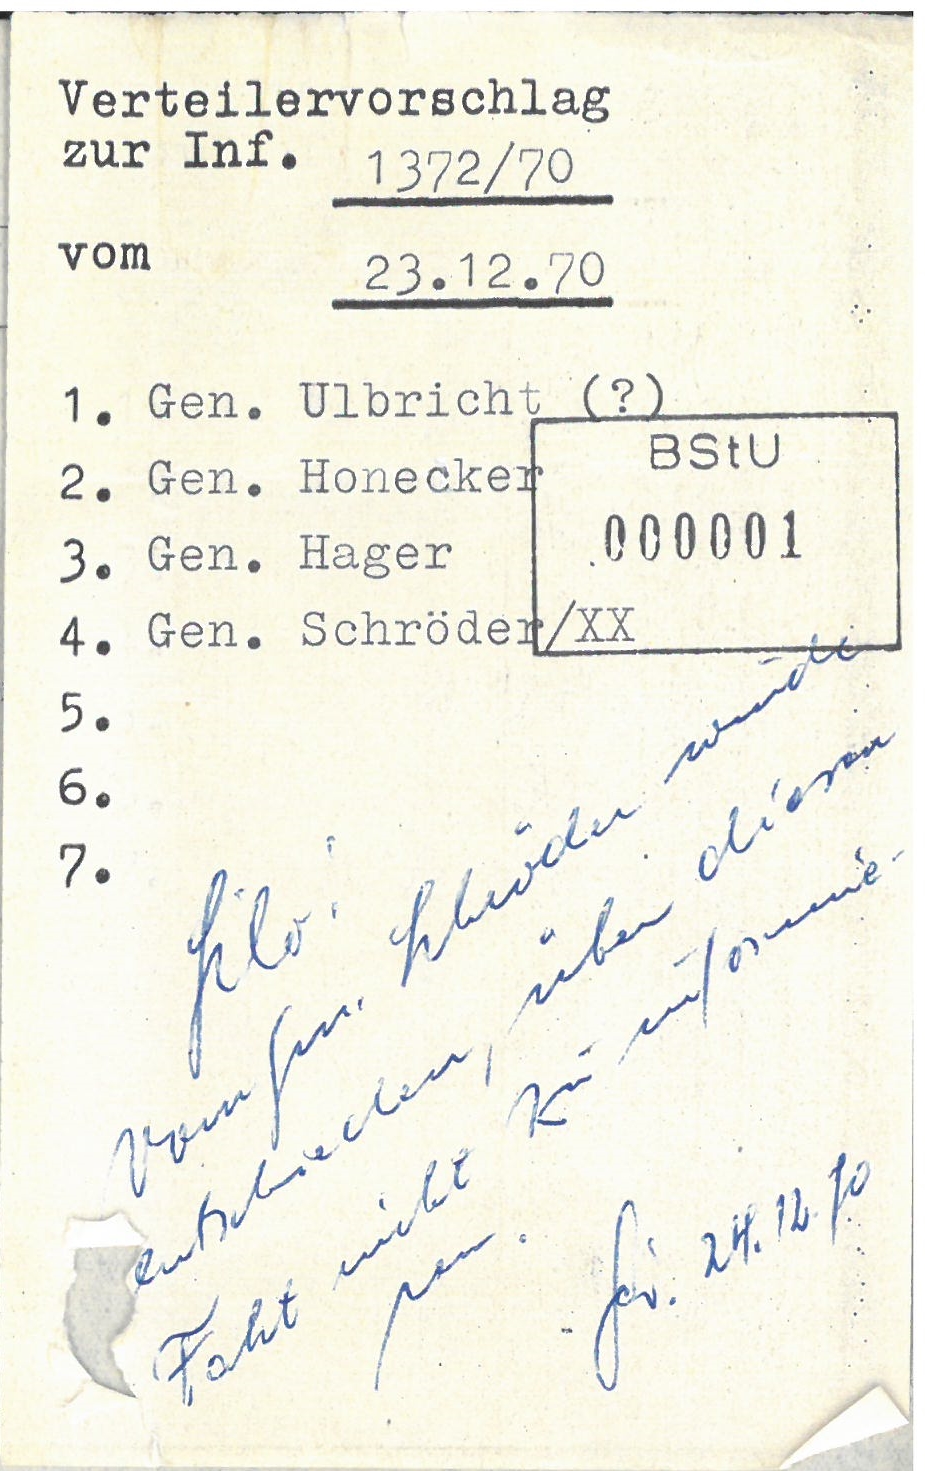 Verteilervorschlag
zur Inf. 1372/70
vom 23.12.70
1. Gen. Ulbricht (?)
2. Gen. Honecker
3. Gen. Hager
4. Gen. Schröder/XX
5.
6.
7.
BStU
000001
Vom Gen. Schröder wurde
entschieden, über diesen
Fakt nicht zu informie-
ren.
24.12.70